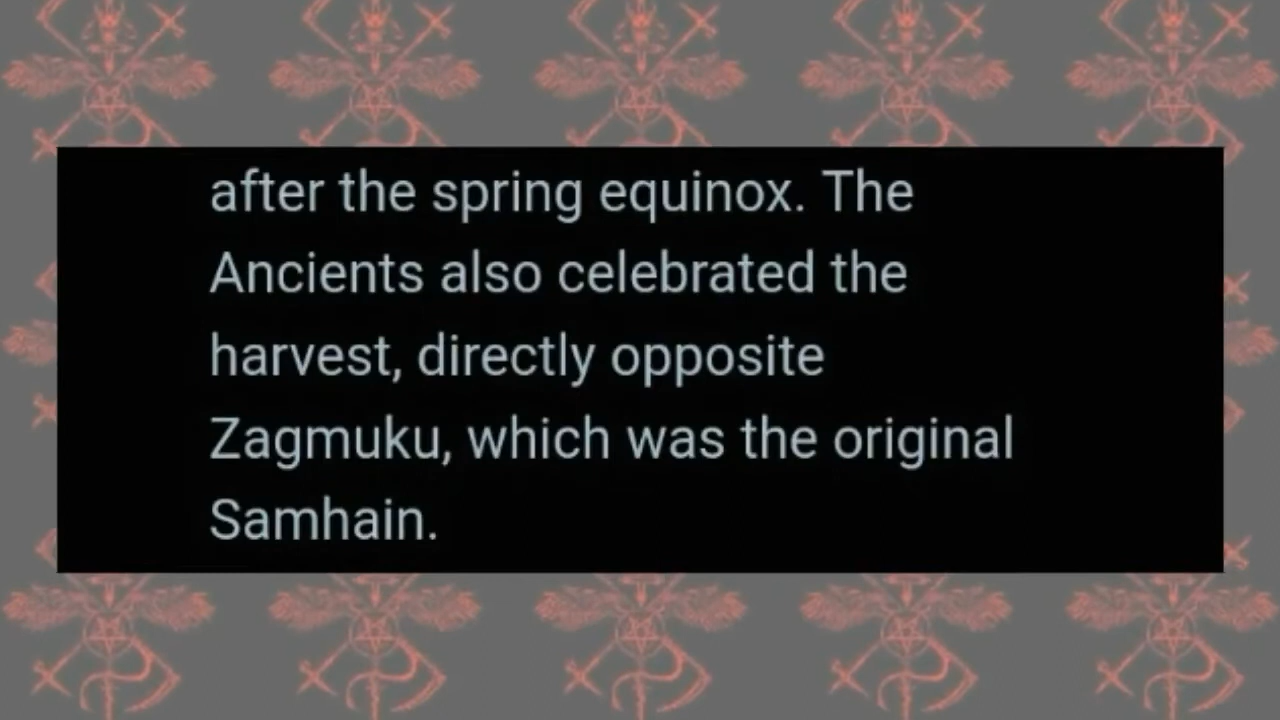 after the spring equinox. The
Ancients also celebrated the
harvest, directly opposite
Zagmuku, which was the original
Samhain.